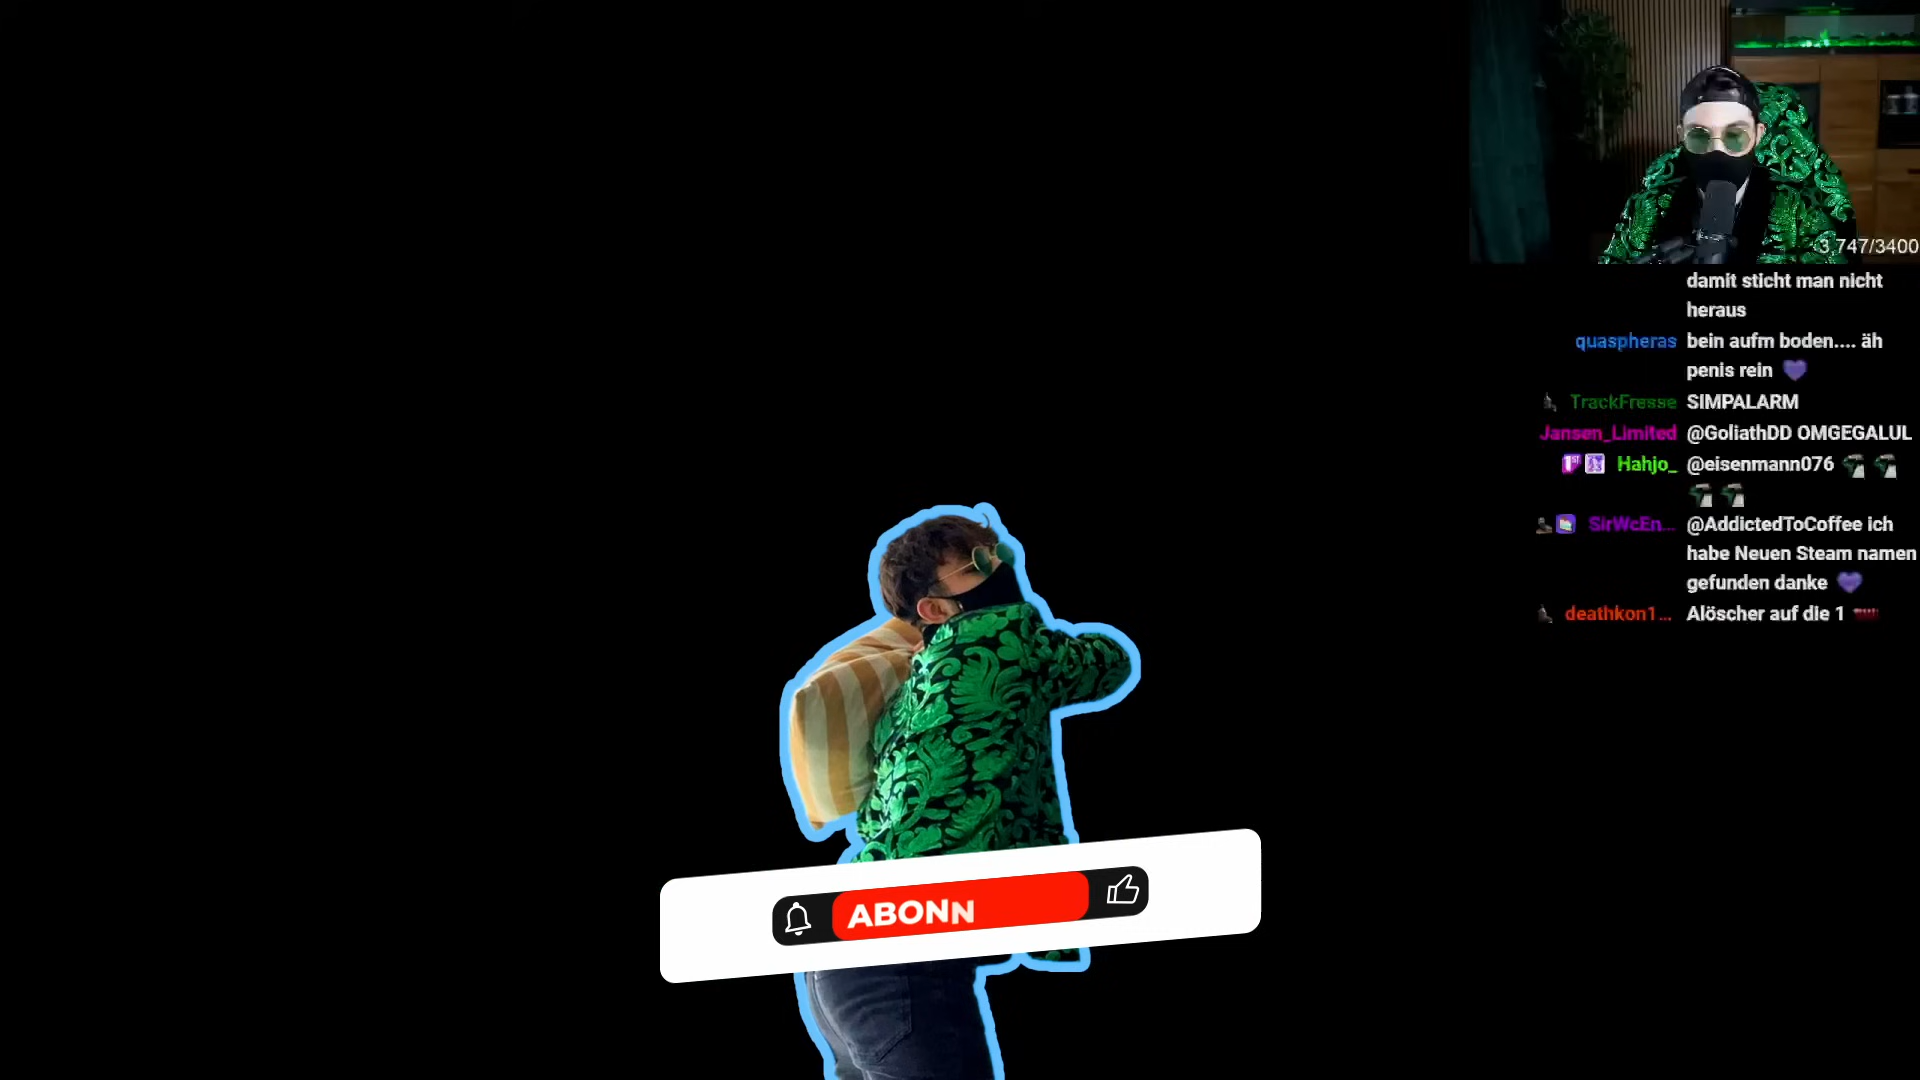 3,747/3400
damit sticht man nicht
heraus
quaspheras bein aufm boden.... äh
penis rein
TrackFresse SIMPALARM
Jansen_Limited @GoliathDD OMGEGALUL
Hahjo_ @eisenmann076
SirWcEn... @AddictedToCoffee ich
habe Neuen Steam namen
gefunden danke
deathkon1... Alöscher auf die 1
ABONN